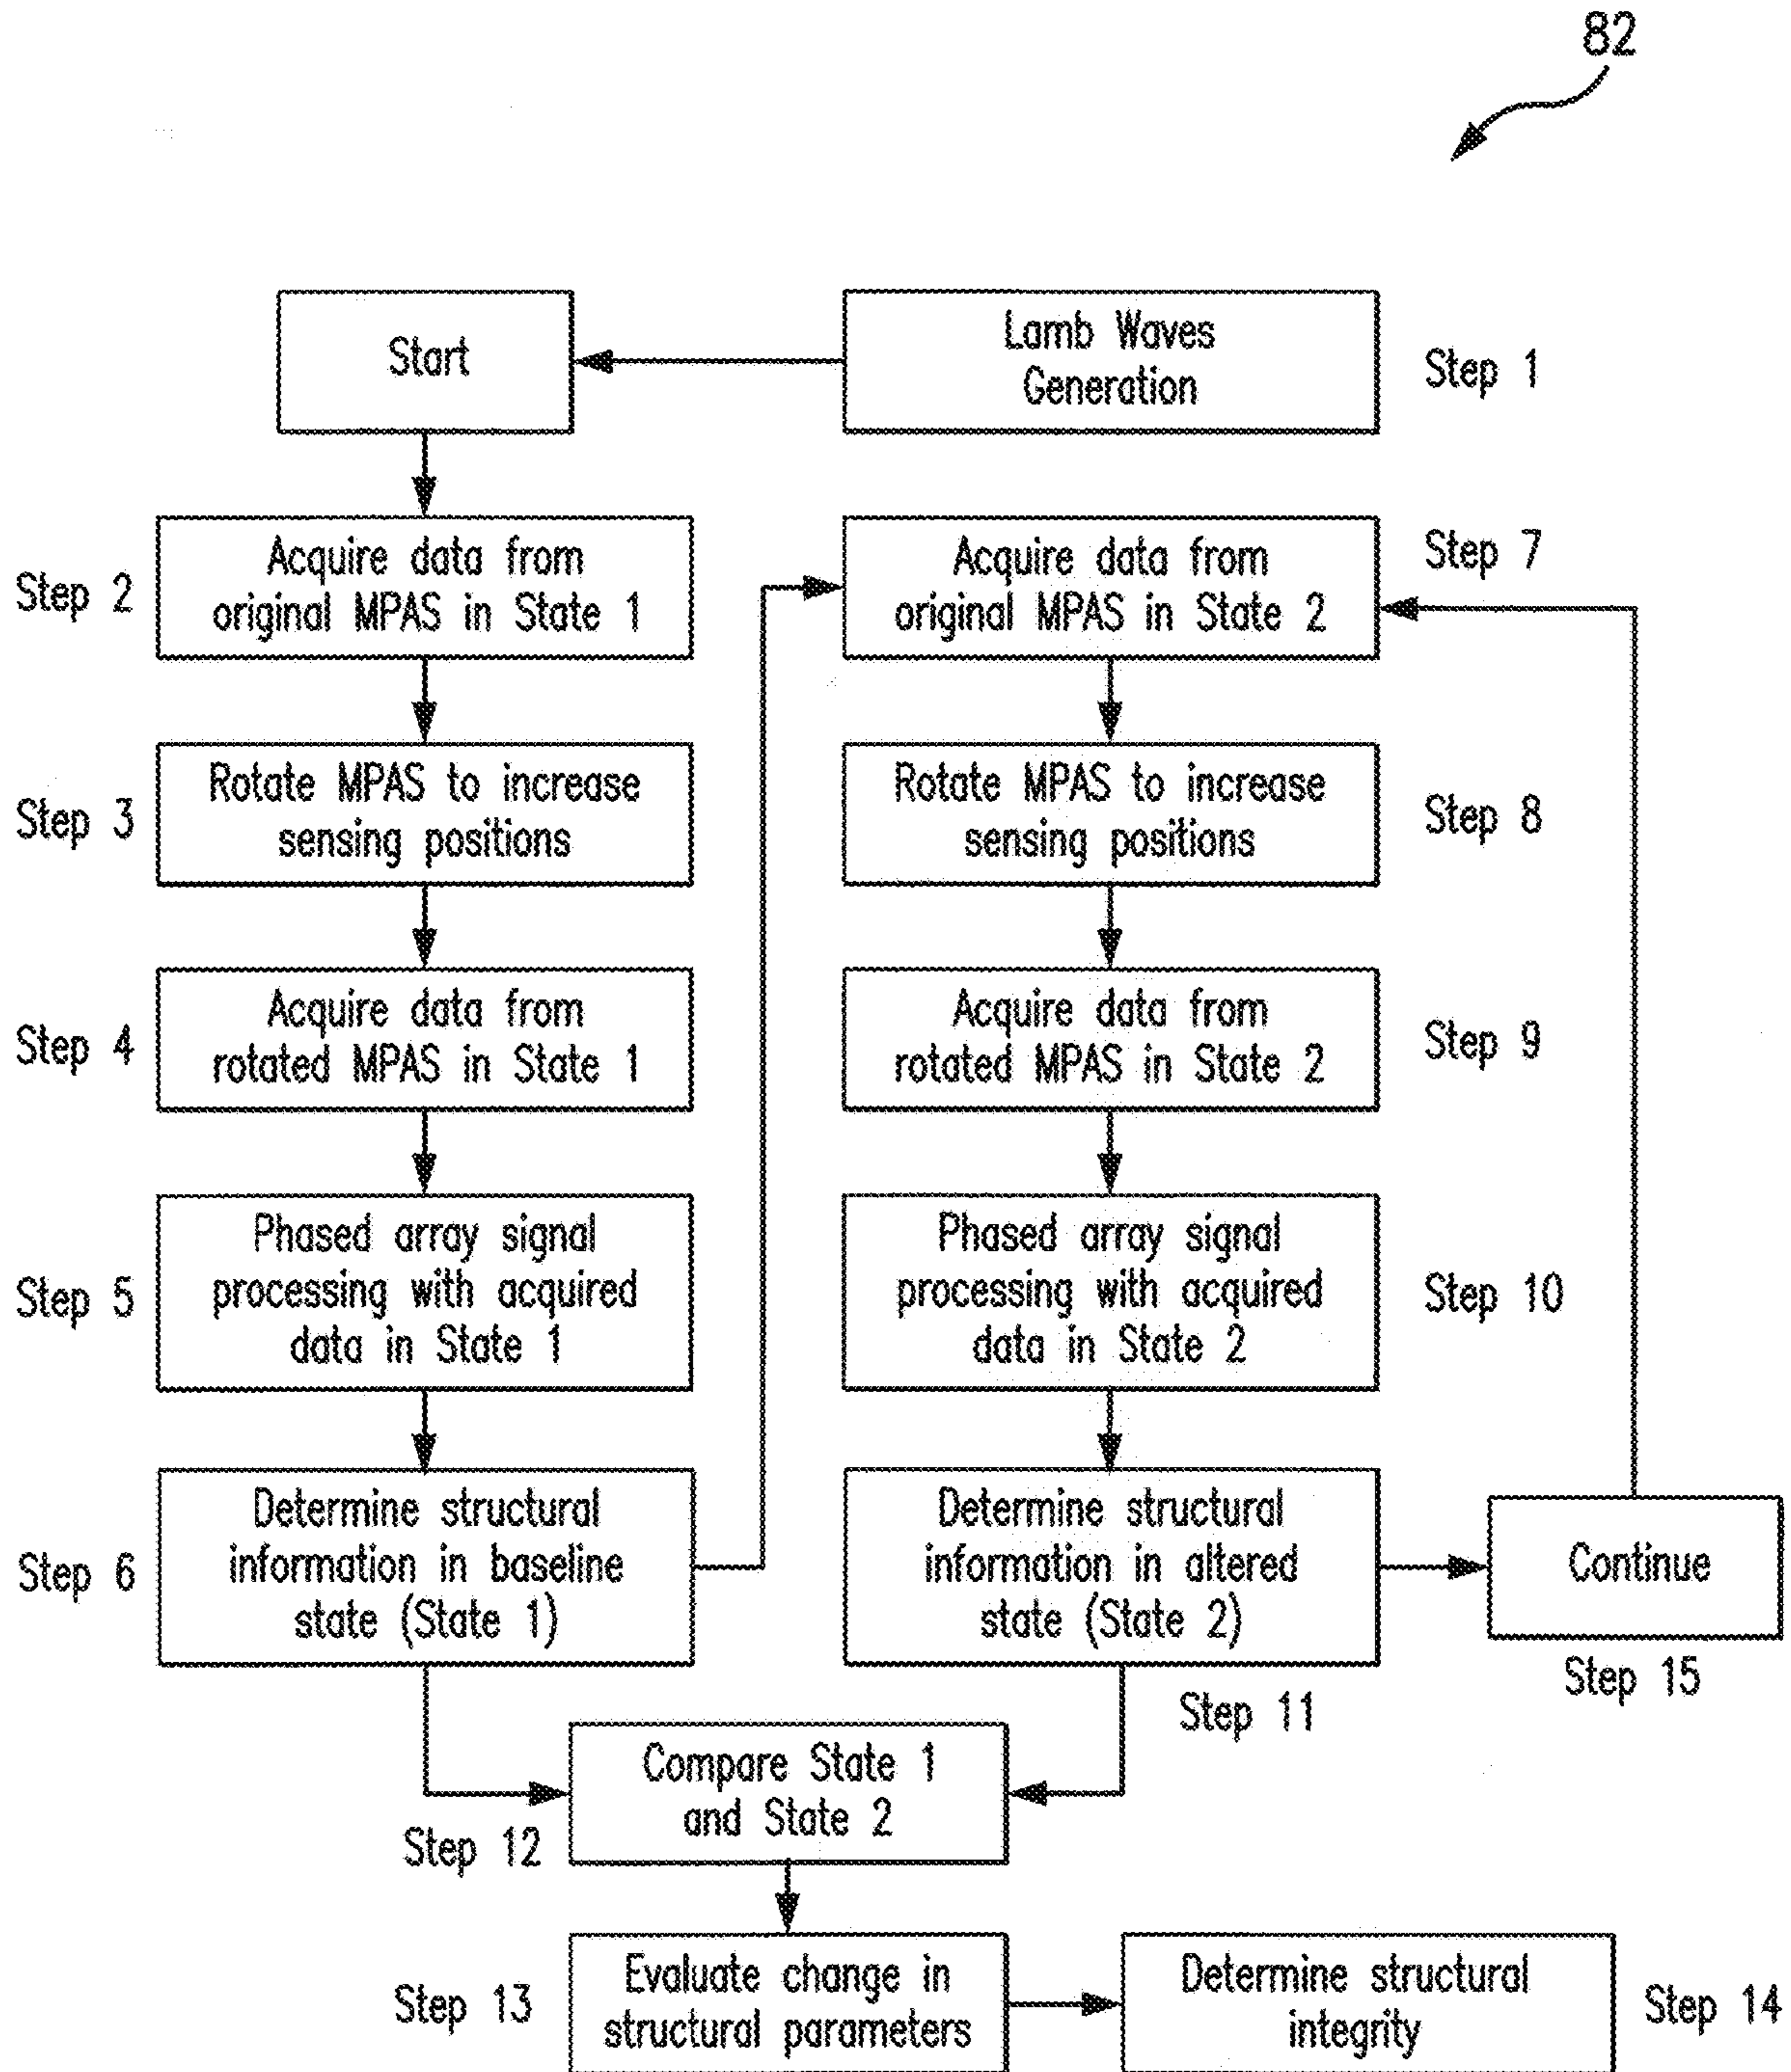 82
Start
Lamb Waves
Generation
Step 1
Step 2
Acquire data from
original MPAS in State 1
Acquire data from
original MPAS in State 2
Step 7
Step 3
Rotate MPAS to increase
sensing positions
Rotate MPAS to increase
sensing positions
Step 8
Step 4
Acquire data from
rotated MPAS in State 1
Acquire data from
rotated MPAS in State 2
Step 9
Step 5
Phased array signal
processing with acquired
data in State 1
Phased array signal
processing with acquired
data in State 2
Step 10
Step 6
Determine structural
information in baseline
state (State 1)
Determine structural
information in altered
state (State 2)
Step 11
Continue
Step 15
Compare State 1
and State 2
Step 12
Step 13
Evaluate change in
structural parameters
Determine structural
integrity
Step 14